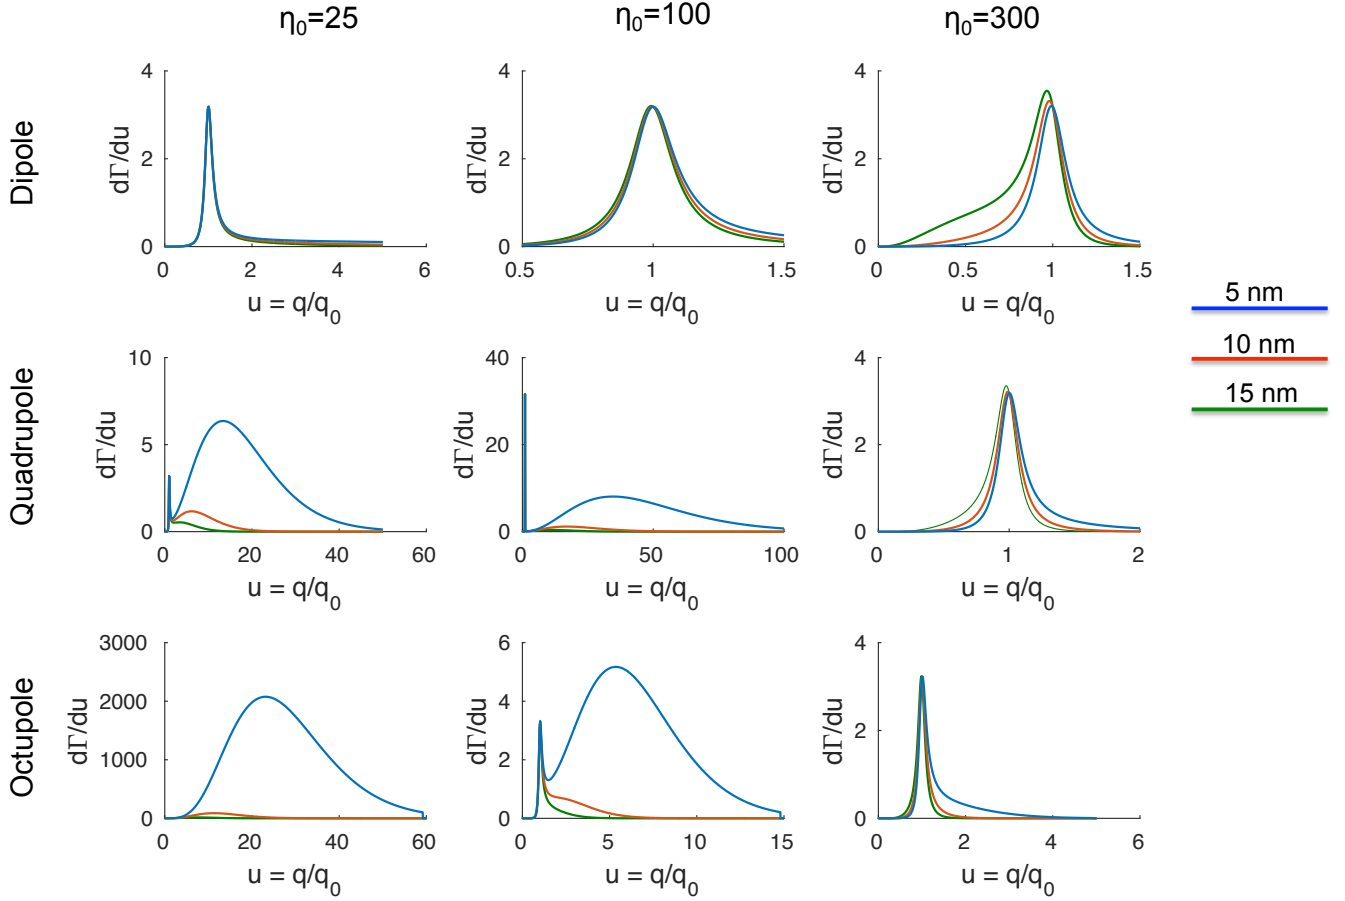 η₀=25
η₀=100
η₀=300
Dipole
dΓ/du
4
2
0
0 2 4 6
u = q/q₀
dΓ/du
4
2
0
0.5 1 1.5
u = q/q₀
dΓ/du
4
2
0
0 0.5 1 1.5
u = q/q₀
5 nm
10 nm
15 nm
Quadrupole
dΓ/du
10
5
0
0 20 40 60
u = q/q₀
dΓ/du
40
20
0
0 50 100
u = q/q₀
dΓ/du
4
2
0
0 1 2
u = q/q₀
Octupole
dΓ/du
3000
2000
1000
0
0 20 40 60
u = q/q₀
dΓ/du
6
4
2
0
0 5 10 15
u = q/q₀
dΓ/du
4
2
0
0 2 4 6
u = q/q₀